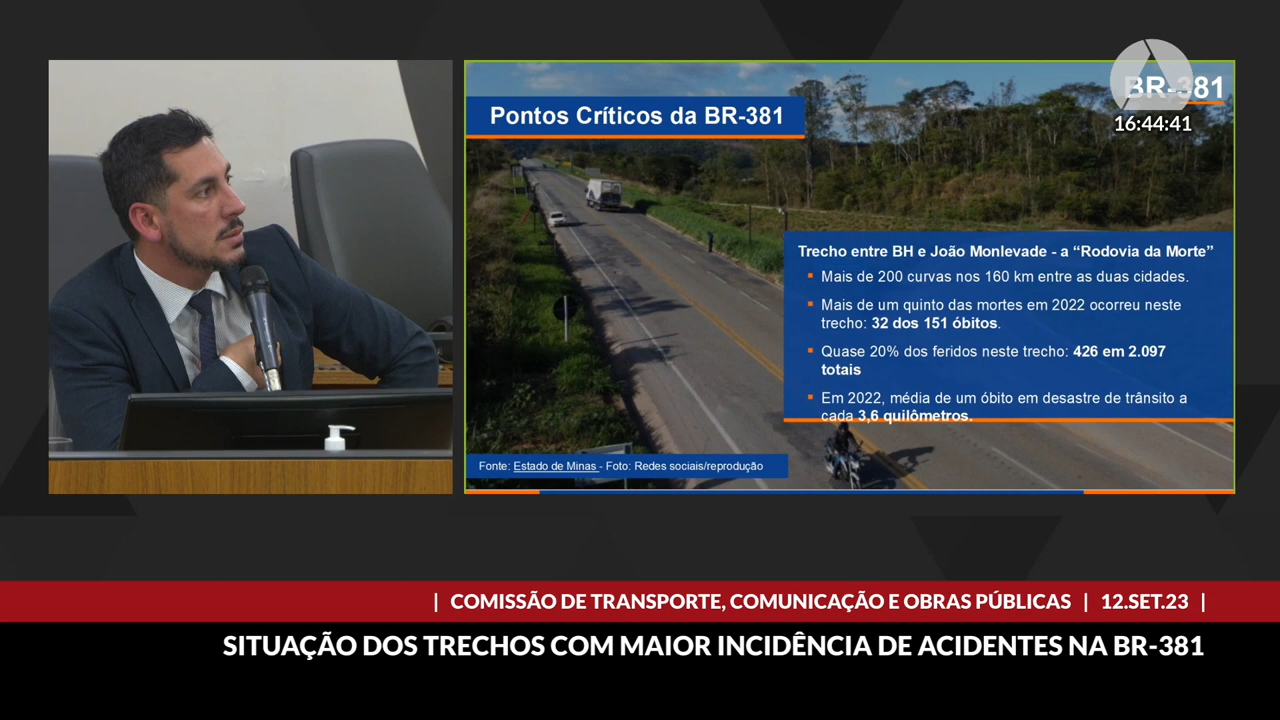 BR-381
16:44:41
Pontos Críticos da BR-381
Trecho entre BH e João Monlevade - a “Rodovia da Morte”
Mais de 200 curvas nos 160 km entre as duas cidades.
Mais de um quinto das mortes em 2022 ocorreu neste
trecho: 32 dos 151 óbitos.
Quase 20% dos feridos neste trecho: 426 em 2.097
totais
Em 2022, média de um óbito em desastre de trânsito a
cada 3,6 quilômetros.
Fonte: Estado de Minas - Foto: Redes sociais/reprodução
| COMISSÃO DE TRANSPORTE, COMUNICAÇÃO E OBRAS PÚBLICAS | 12.SET.23 |
SITUAÇÃO DOS TRECHOS COM MAIOR INCIDÊNCIA DE ACIDENTES NA BR-381